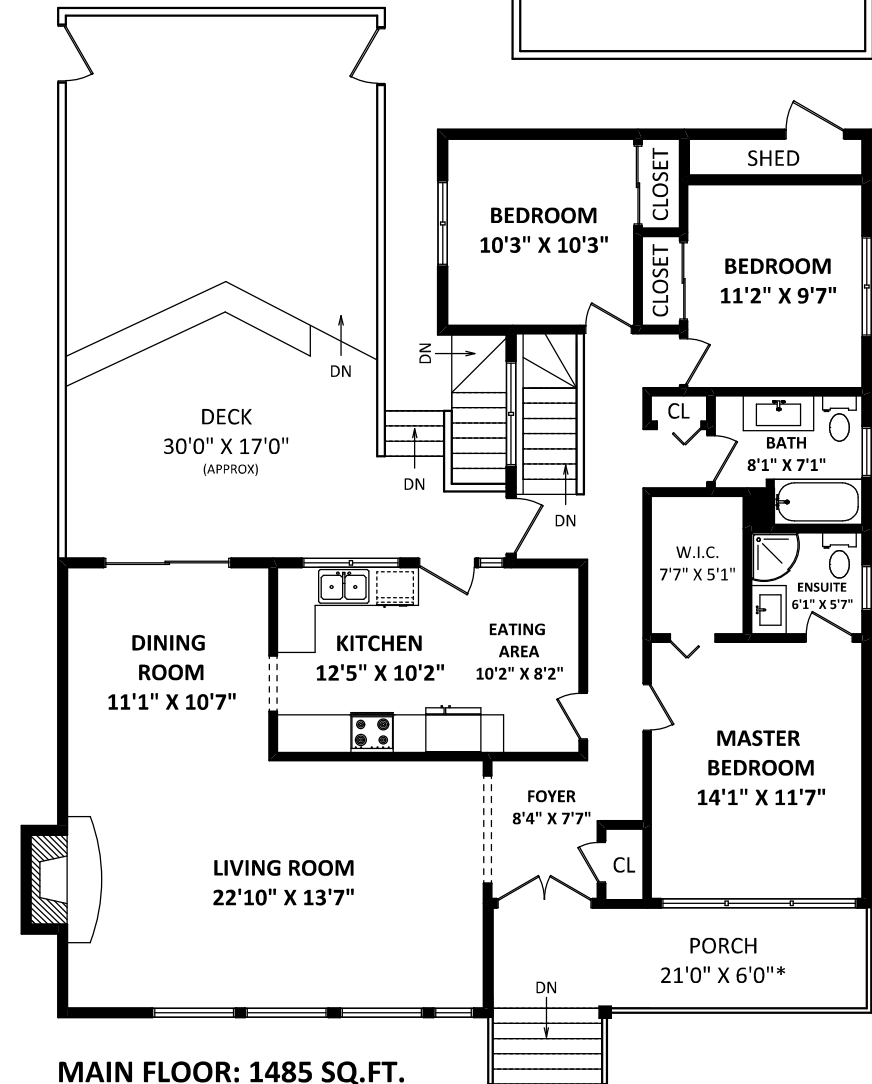 SHED
CLOSET
BEDROOM
10'3" X 10'3"
CLOSET
BEDROOM
11'2" X 9'7"
DN
DN
DECK
30'0" X 17'0"
(APPROX)
CL
BATH
8'1" X 7'1"
DN
DN
W.I.C.
7'7" X 5'1"
ENSUITE
6'1" X 5'7"
DINING
ROOM
11'1" X 10'7"
KITCHEN
12'5" X 10'2"
EATING
AREA
10'2" X 8'2"
MASTER
BEDROOM
14'1" X 11'7"
FOYER
8'4" X 7'7"
CL
LIVING ROOM
22'10" X 13'7"
PORCH
21'0" X 6'0"*
DN
MAIN FLOOR: 1485 SQ.FT.